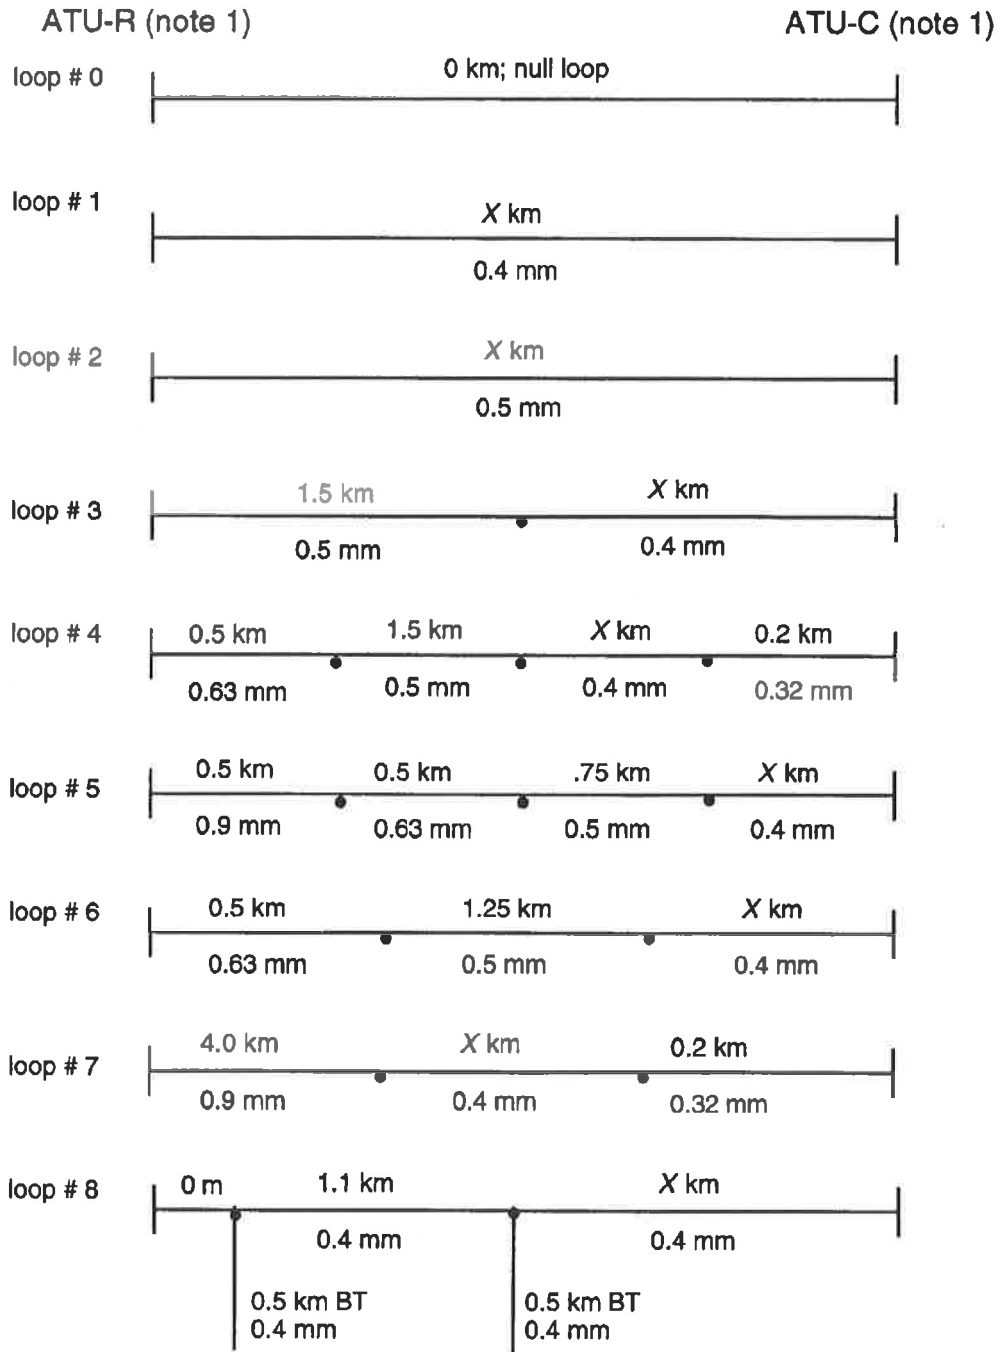 ATU-R (note 1) ATU-C (note 1)
loop # 0 0 km; null loop
loop # 1 X km
0.4 mm
loop # 2 X km
0.5 mm
loop # 3 1.5 km X km
0.5 mm 0.4 mm
loop # 4 0.5 km 1.5 km X km 0.2 km
0.63 mm 0.5 mm 0.4 mm 0.32 mm
loop # 5 0.5 km 0.5 km .75 km X km
0.9 mm 0.63 mm 0.5 mm 0.4 mm
loop # 6 0.5 km 1.25 km X km
0.63 mm 0.5 mm 0.4 mm
loop # 7 4.0 km X km 0.2 km
0.9 mm 0.4 mm 0.32 mm
loop # 8 0 m 1.1 km X km
0.4 mm 0.4 mm
0.5 km BT 0.5 km BT
0.4 mm 0.4 mm